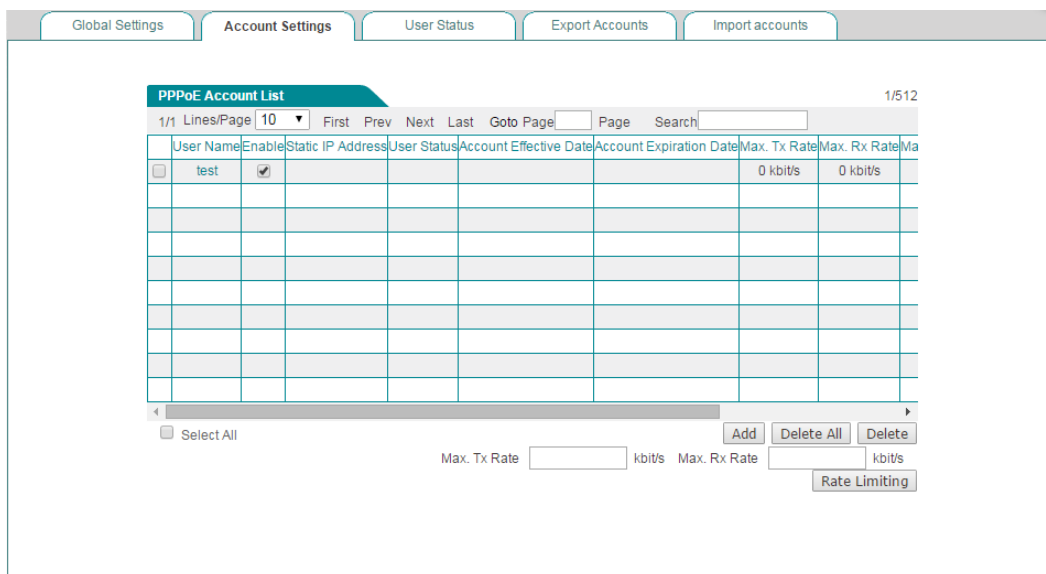 Global Settings Account Settings User Status Export Accounts Import accounts
PPPoE Account List 1/512
1/1 Lines/Page 10 First Prev Next Last Goto Page Page Search
User Name Enable Static IP Address User Status Account Effective Date Account Expiration Date Max. Tx Rate Max. Rx Rate Ma
test 0 kbit/s 0 kbit/s
Select All Add Delete All Delete
Max. Tx Rate kbit/s Max. Rx Rate kbit/s
Rate Limiting